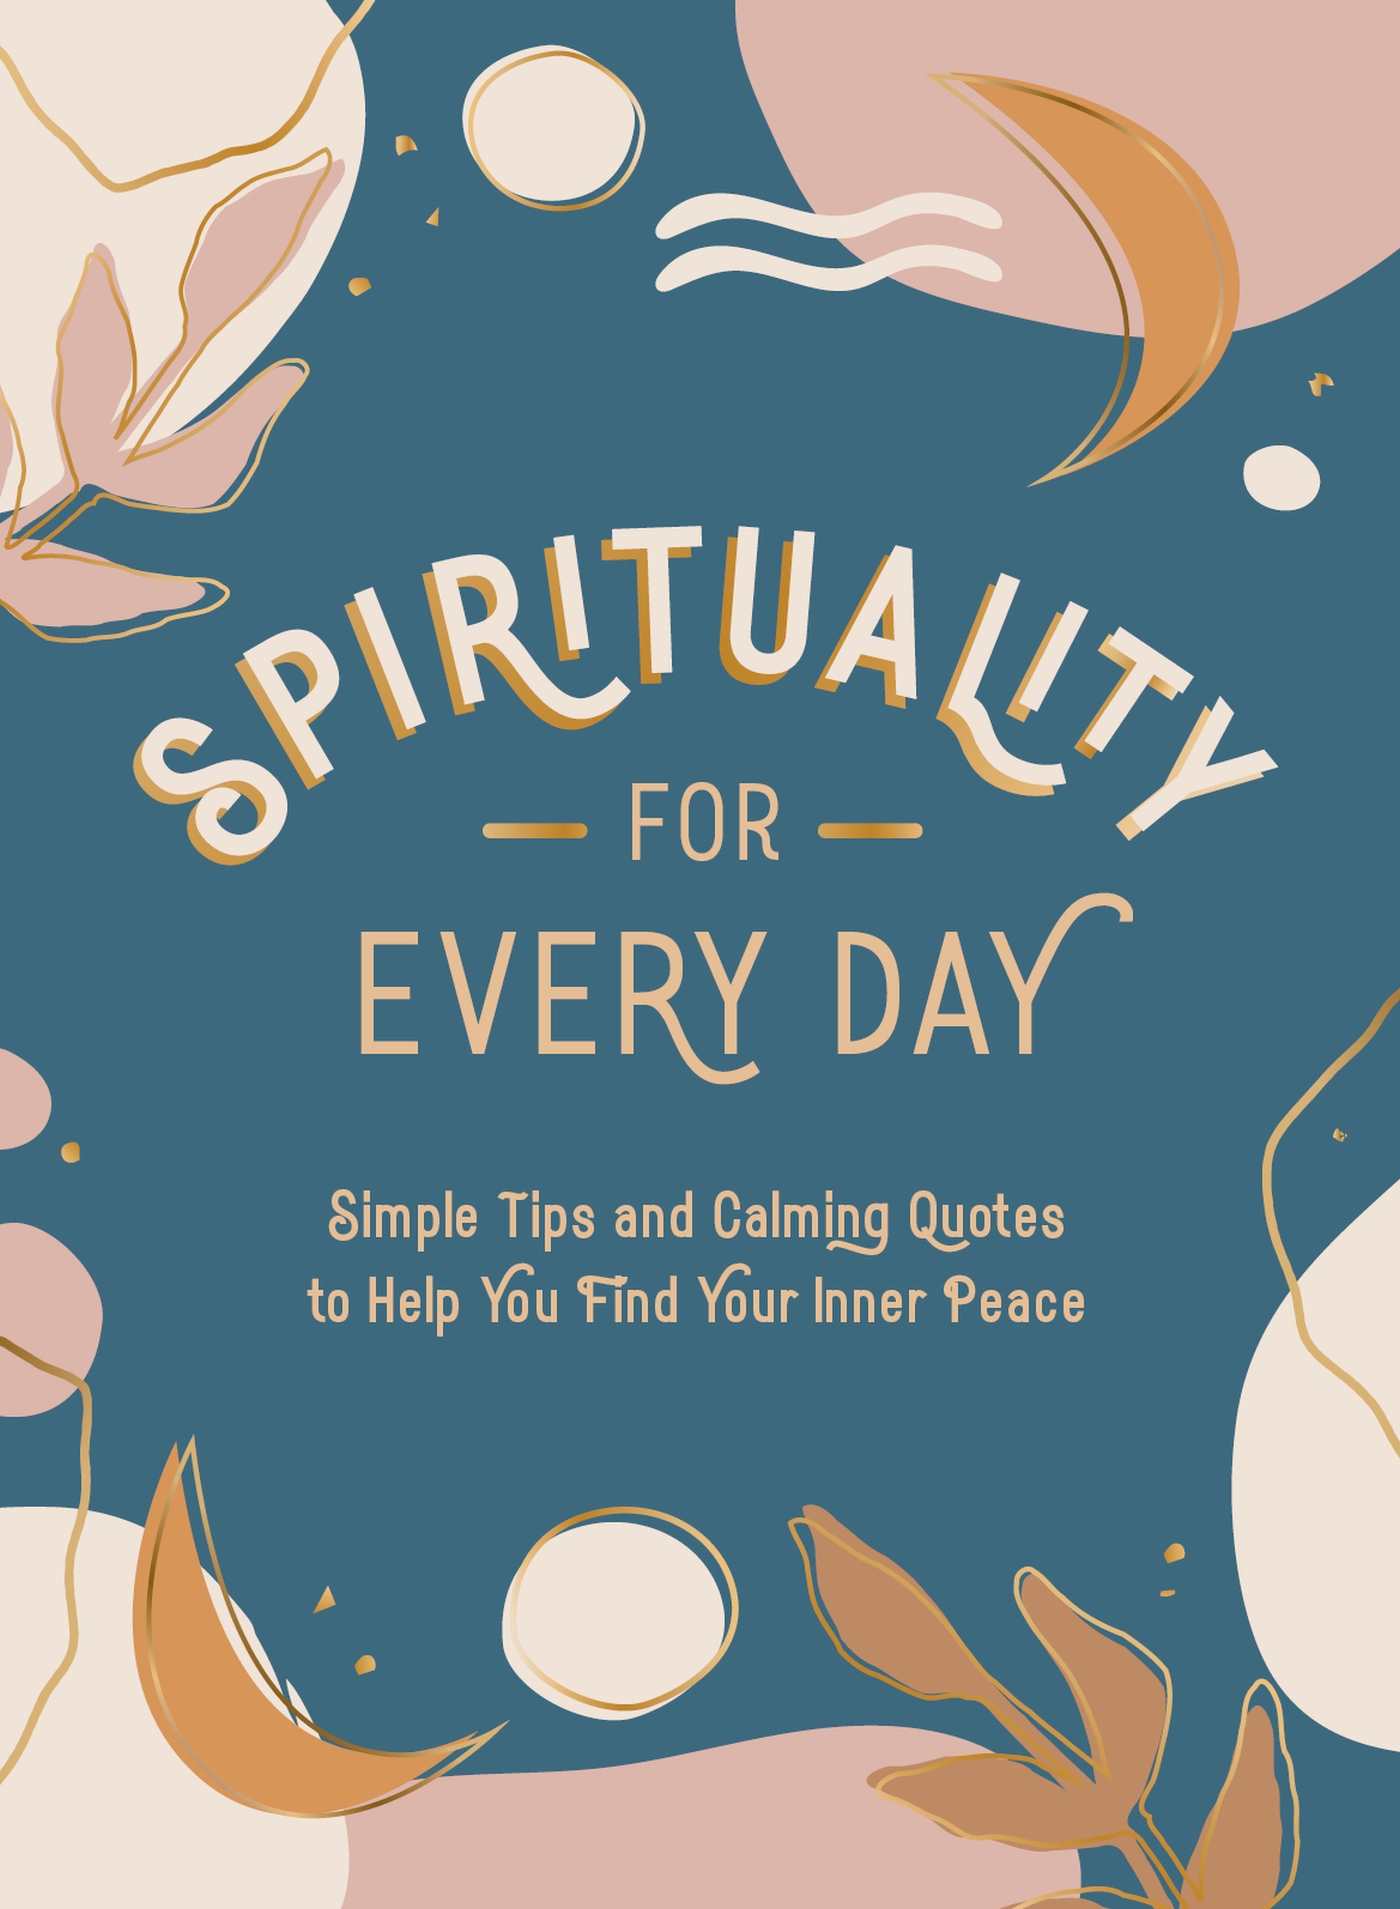 SPIRITUALITY
FOR
EVERY DAY
Simple Tips and Calming Quotes
to Help You Find Your Inner Peace